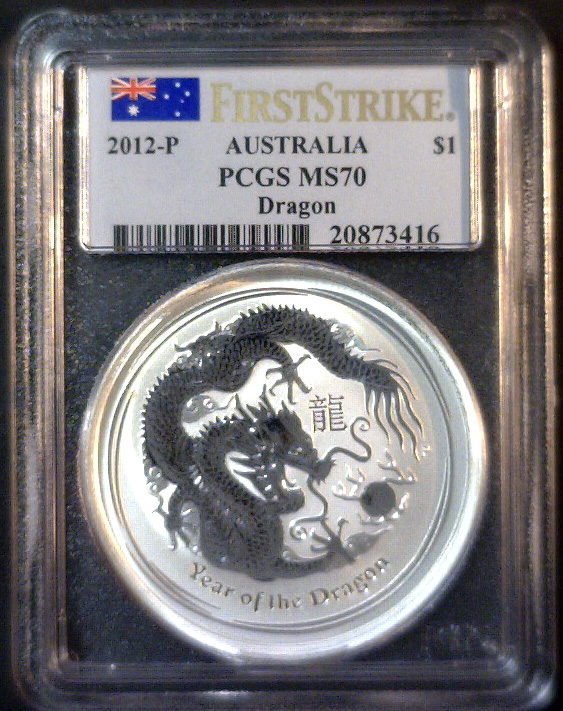 FIRSTSTRIKE®
2012-P AUSTRALIA $1
PCGS MS70
Dragon
20873416
龍
Year of the Dragon